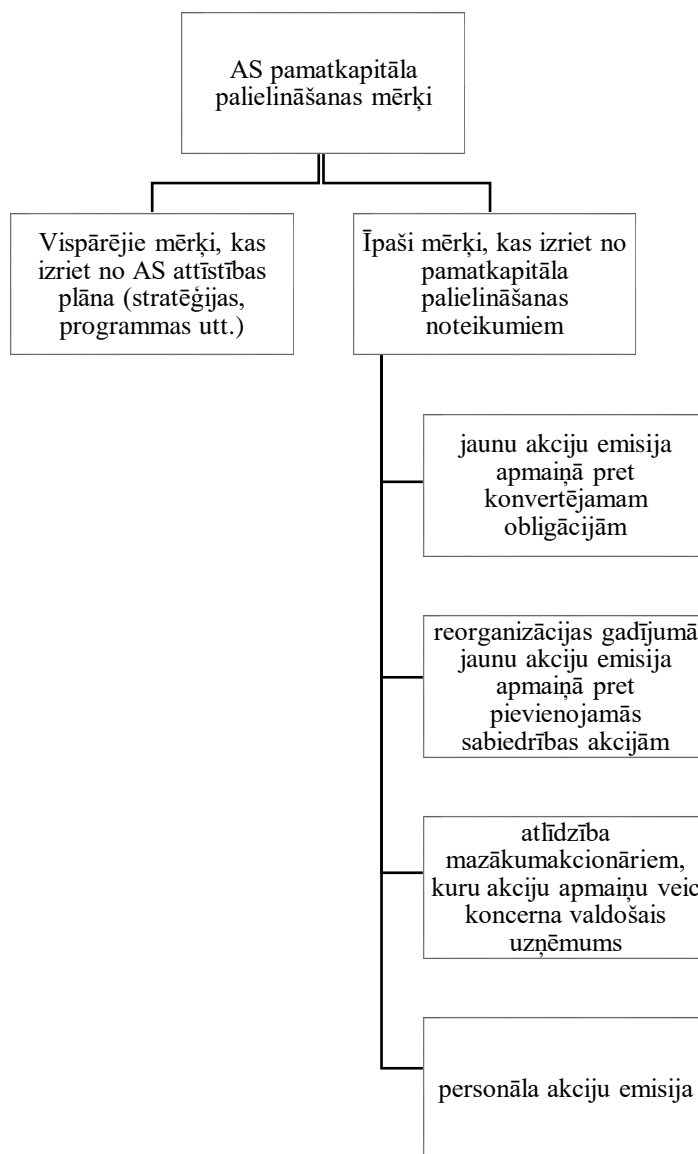 AS pamatkapitāla
palielināšanas mērķi
Vispārējie mērķi, kas
izriet no AS attīstības
plāna (stratēģijas,
programmas utt.)
Īpaši mērķi, kas izriet no
pamatkapitāla
palielināšanas
noteikumiem
jaunu akciju emisija
apmaiņā pret
konvertējamam
obligācijām
reorganizācijas gadījumā
jaunu akciju emisija
apmaiņā pret
pievienojamās
sabiedrības akcijām
atlīdzība
mazākumakcionāriem,
kuru akciju apmaiņu veic
koncerna valdošais
uzņēmums
personāla akciju emisija